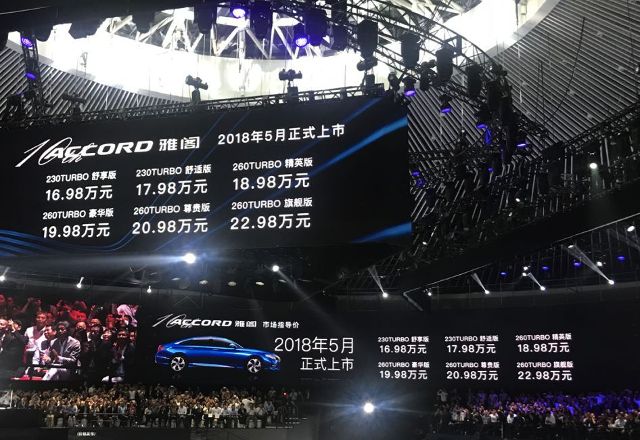 10th ACCORD 雅阁 2018年5月正式上市
230TURBO 舒享版 230TURBO 舒适版 260TURBO 精英版
16.98万元 17.98万元 18.98万元
260TURBO 豪华版 260TURBO 尊贵版 260TURBO 旗舰版
19.98万元 20.98万元 22.98万元
10th ACCORD 雅阁 市场指导价
2018年5月
正式上市
230TURBO 舒享版 230TURBO 舒适版 260TURBO 精英版
16.98万元 17.98万元 18.98万元
260TURBO 豪华版 260TURBO 尊贵版 260TURBO 旗舰版
19.98万元 20.98万元 22.98万元